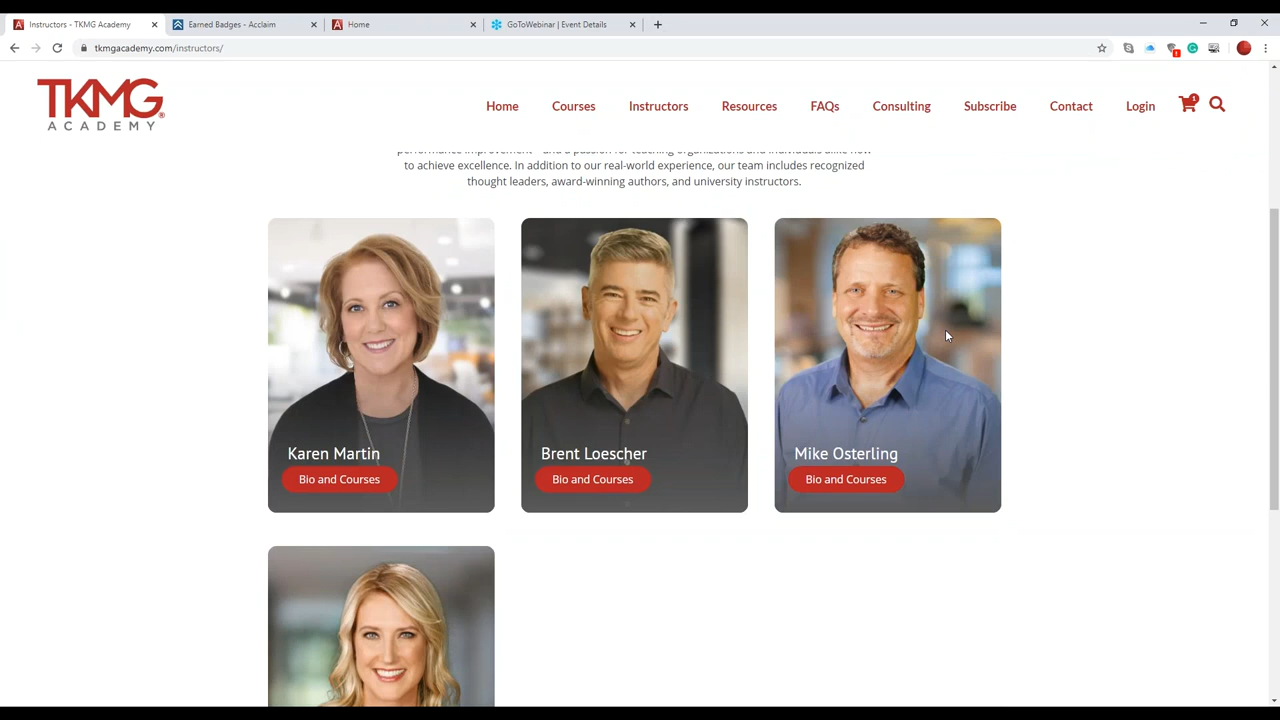 Instructors - TKMG Academy
Earned Badges - Acclaim
Home
GoToWebinar | Event Details
tkmgacademy.com/instructors/
TKMG®
ACADEMY
Home
Courses
Instructors
Resources
FAQs
Consulting
Subscribe
Contact
Login
1
performance improvement – and a passion for teaching organizations and individuals alike how
to achieve excellence. In addition to our real-world experience, our team includes recognized
thought leaders, award-winning authors, and university instructors.
Karen Martin
Bio and Courses
Brent Loescher
Bio and Courses
Mike Osterling
Bio and Courses